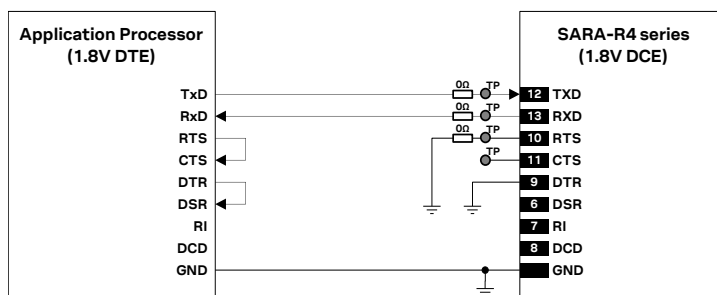 Application Processor
(1.8V DTE)
SARA-R4 series
(1.8V DCE)
TxD 0Ω TP 12 TXD
RxD 0Ω TP 13 RXD
RTS 0Ω TP 10 RTS
CTS TP 11 CTS
DTR 9 DTR
DSR 6 DSR
RI 7 RI
DCD 8 DCD
GND GND